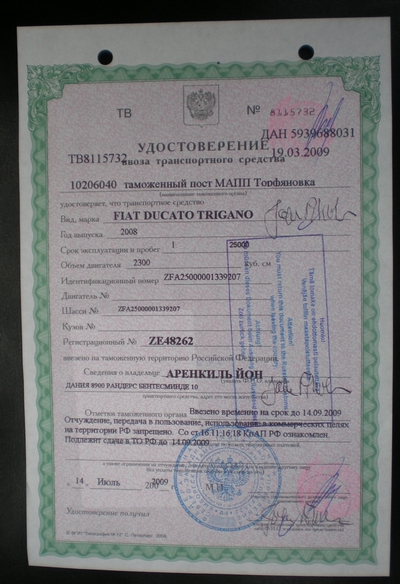 ТВ № 8115732
УДОСТОВЕРЕНИЕ ДАН 5939688031
ТВ8115732 ввоза транспортного средства 19.03.2009
10206040 таможенный пост МАПП Торфяновка
удостоверяет, что транспортное средство
Вид, марка FIAT DUCATO TRIGANO
Год выпуска 2008
Срок эксплуатации и пробег 1 25000
Объем двигателя 2300 куб. см
Идентификационный номер ZFA25000001339207
Двигатель №
Шасси № ZFA25000001339207
Кузов №
Регистрационный № ZE48262
ввезено на таможенную территорию Российской Федерации.
Сведения о владельце АРЕНКИЛЬ ЙОН
ДАНИЯ 8900 РАНДЕРС БЕНТЕСМИНДЕ 10
Отметки таможенного органа Ввезено временно на срок до 14.09.2009
Отчуждение, передача в пользование, использование в коммерческих целях
на территории РФ запрещено. Со ст.16.11;16.18 КоАП РФ ознакомлен.
Подлежит сдаче в ТО РФ до 14.09.2009
14 Июль 2009 г. М.П.
Удостоверение получил
Huomio!
Attention!